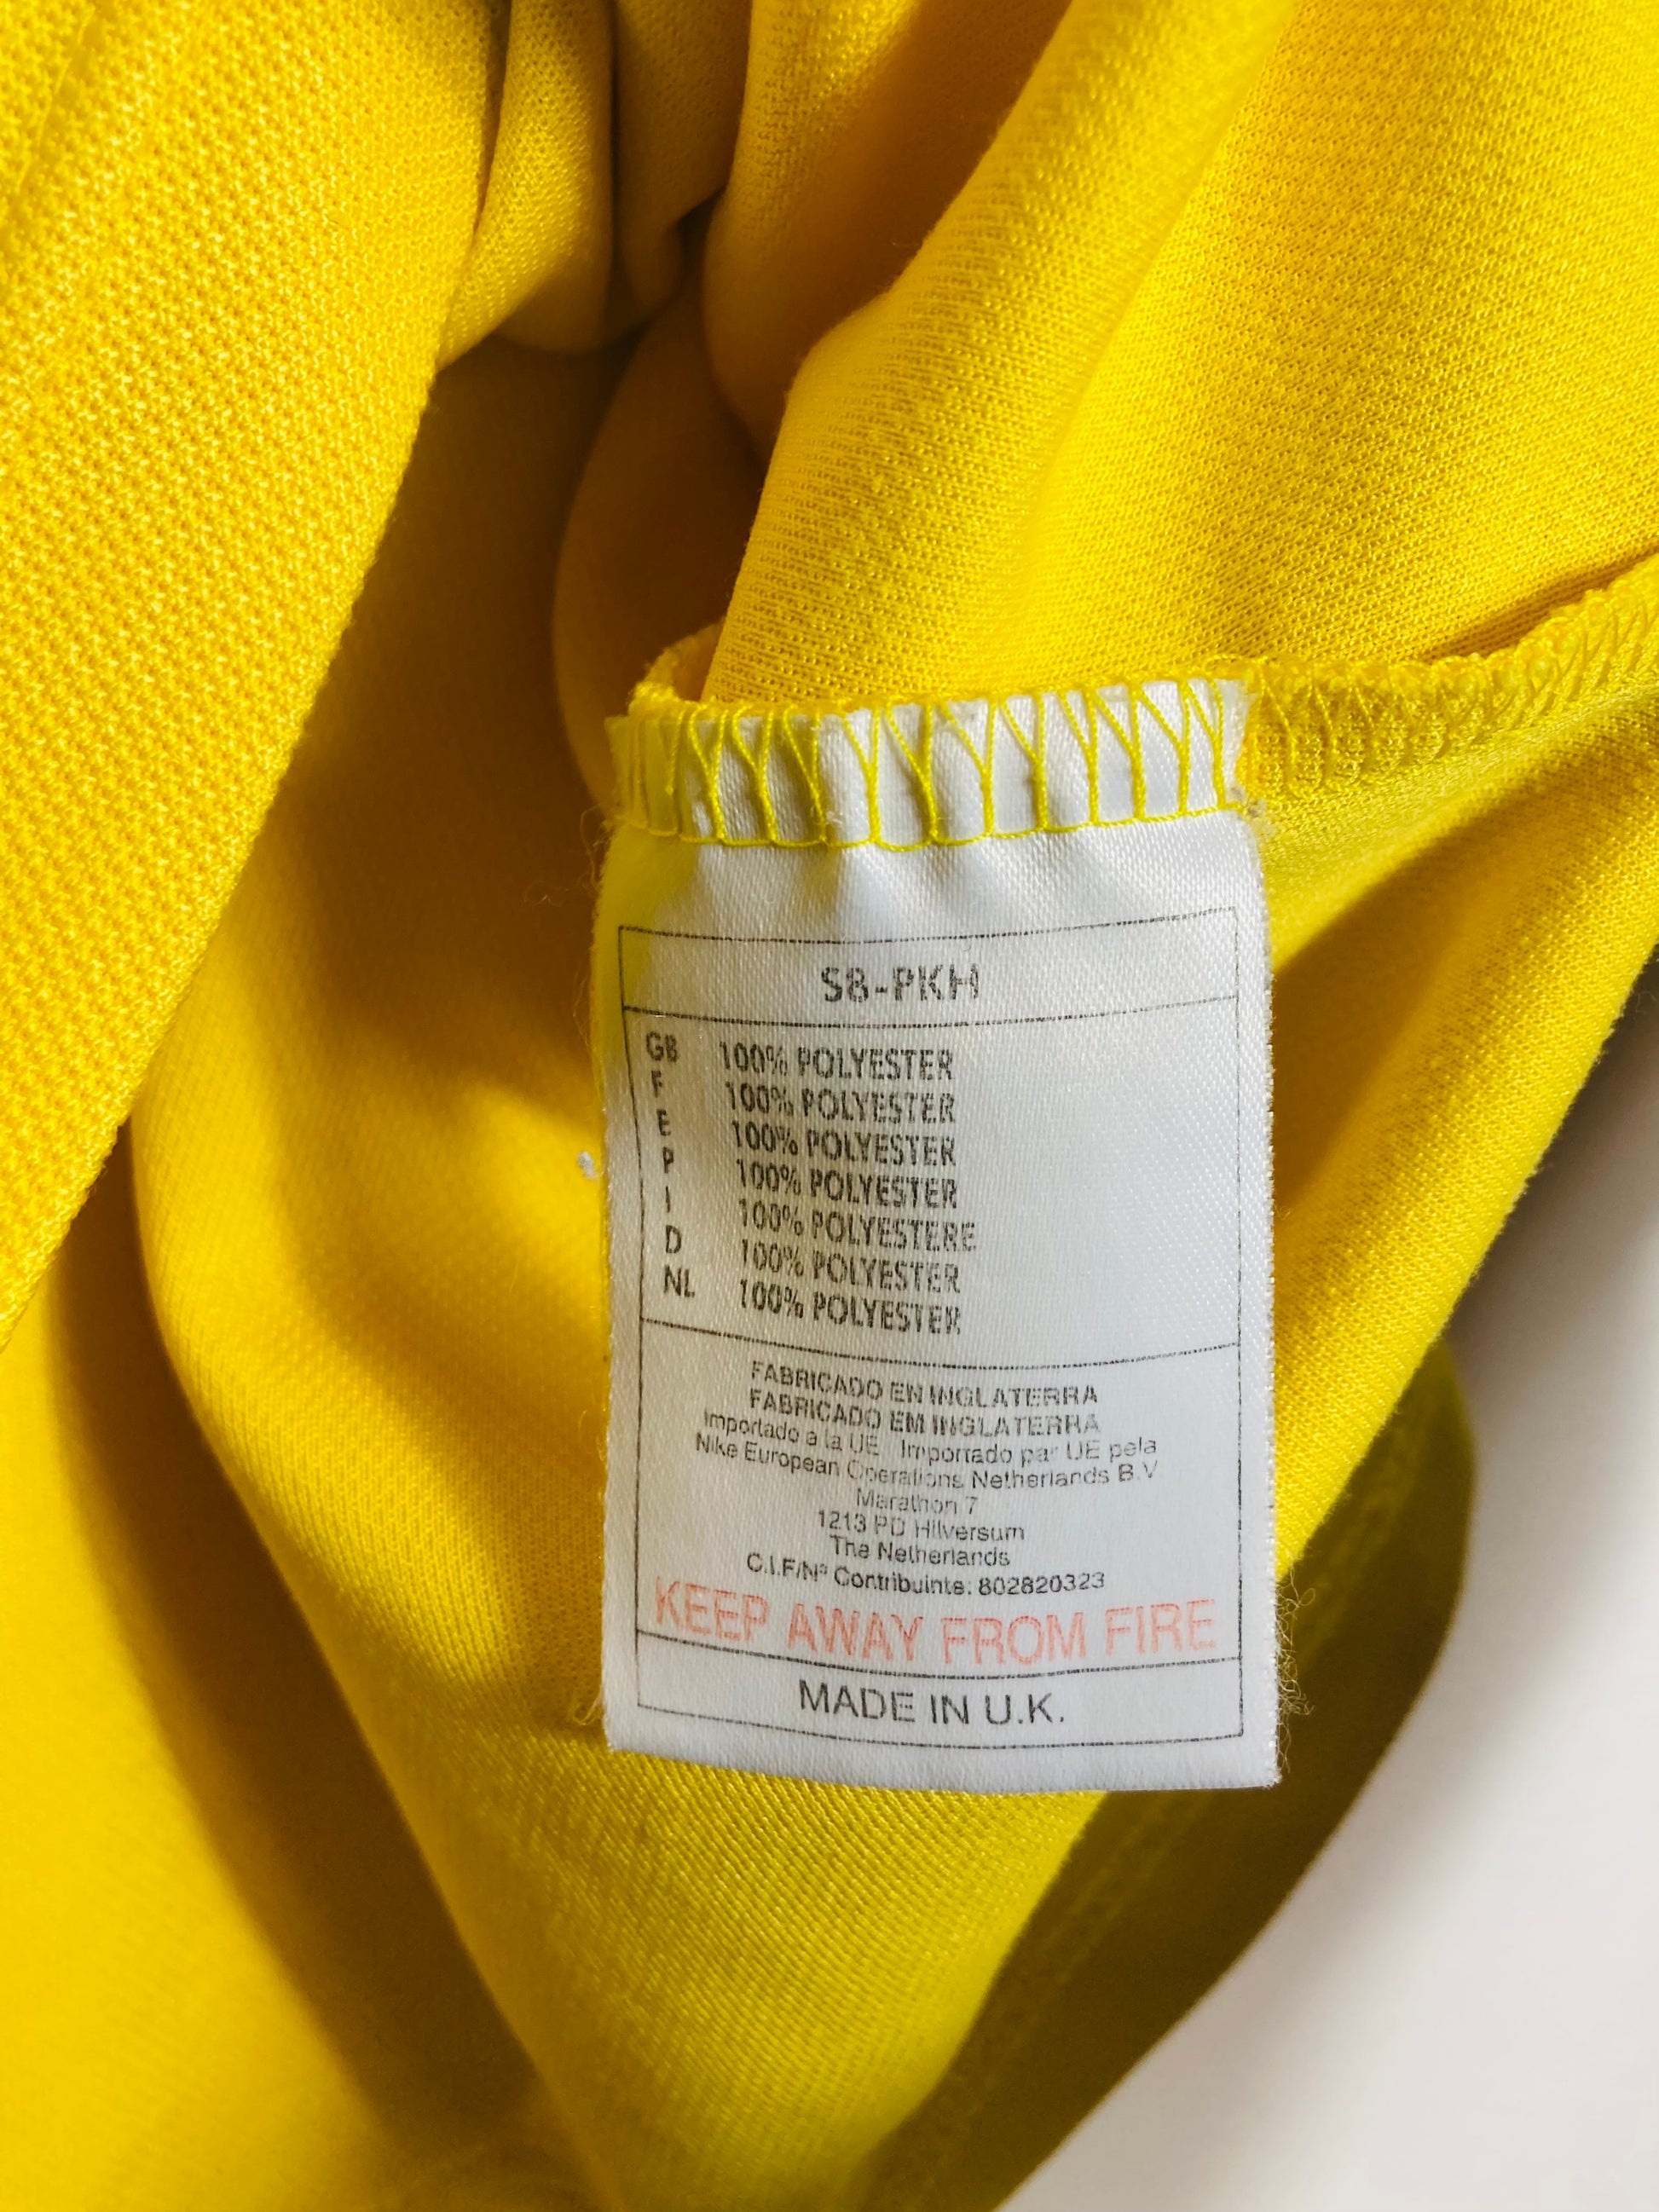 S8-PKH
GB 100% POLYESTER
F 100% POLYESTER
E 100% POLYESTER
P 100% POLYESTER
I 100% POLYESTERE
D 100% POLYESTER
NL 100% POLYESTER
FABRICADO EN INGLATERRA
FABRICADO EM INGLATERRA
Importado a la UE Importado par UE pela
Nike European Operations Netherlands B.V
Marathon 7
1213 PD Hilversum
The Netherlands
C.I.F/Nº Contribuinte: 802820323
KEEP AWAY FROM FIRE
MADE IN U.K.